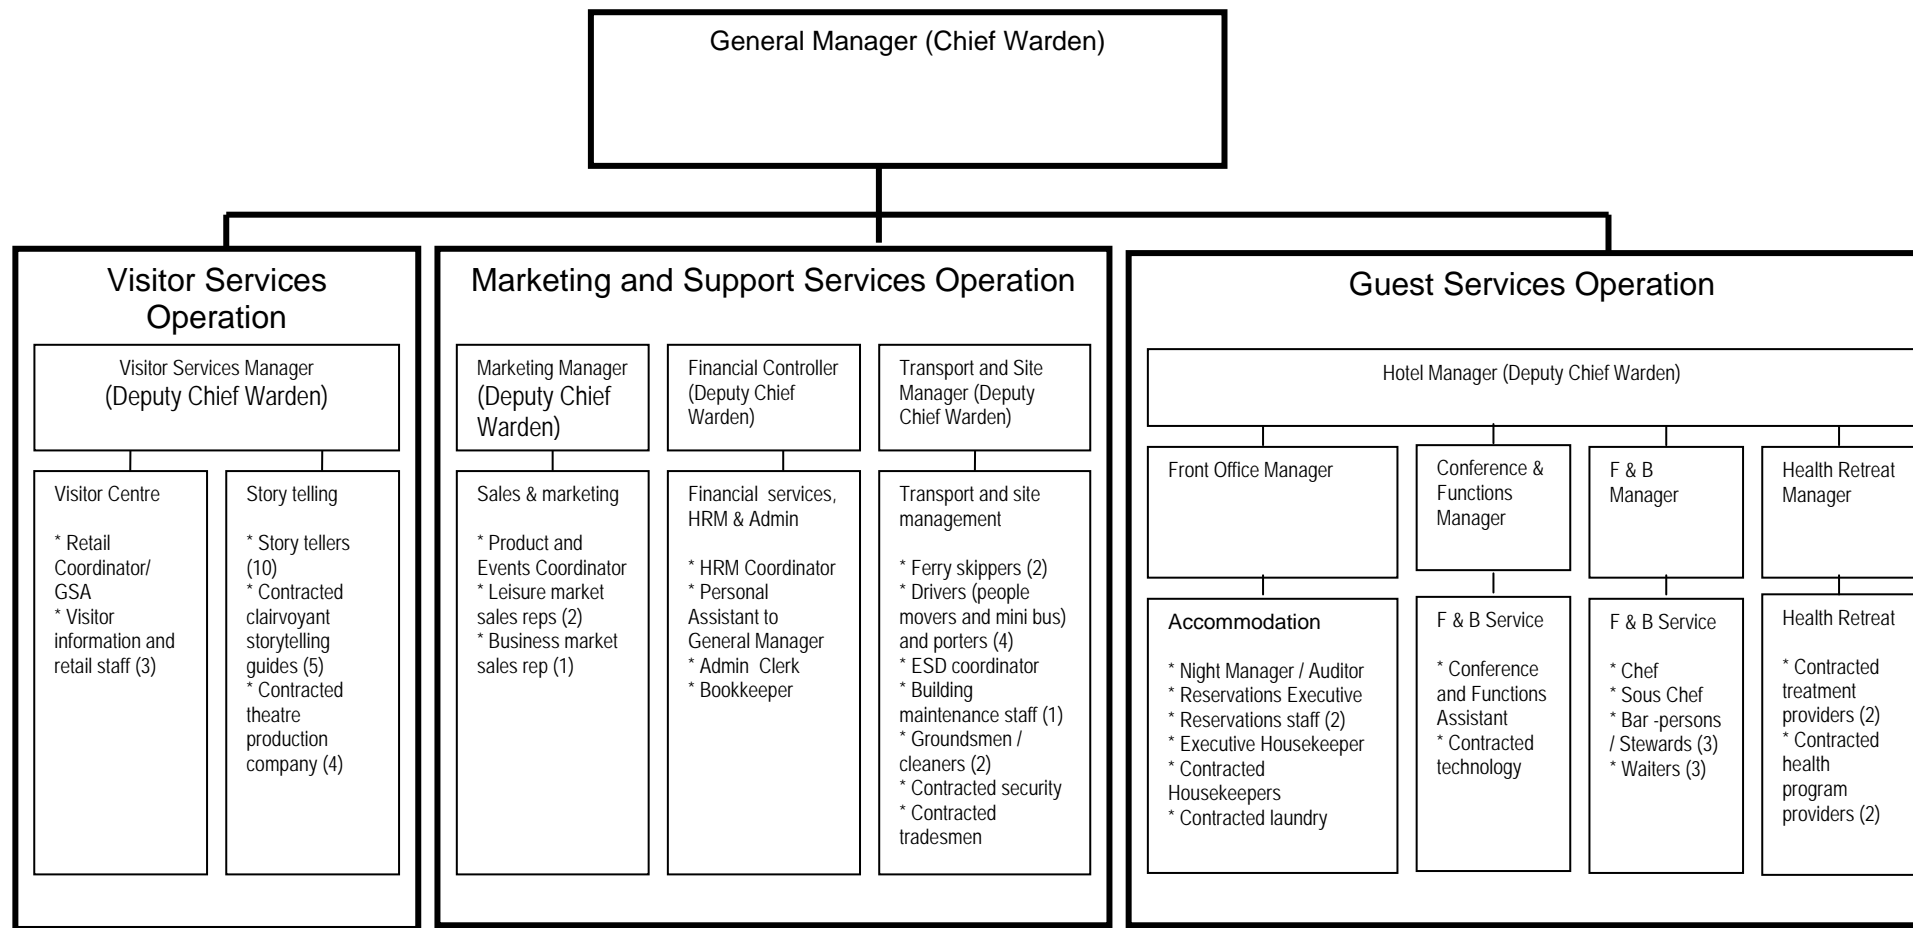 General Manager (Chief Warden)
Visitor Services
Operation
Visitor Services Manager
(Deputy Chief Warden)
Visitor Centre
* Retail
Coordinator/
GSA
* Visitor
information and
retail staff (3)
Story telling
* Story tellers
(10)
* Contracted
clairvoyant
storytelling
guides (5)
* Contracted
theatre
production
company (4)
Marketing and Support Services Operation
Marketing Manager
(Deputy Chief
Warden)
Financial Controller
(Deputy Chief
Warden)
Transport and Site
Manager (Deputy
Chief Warden)
Sales & marketing
* Product and
Events Coordinator
* Leisure market
sales reps (2)
* Business market
sales rep (1)
Financial services,
HRM & Admin
* HRM Coordinator
* Personal
Assistant to
General Manager
* Admin Clerk
* Bookkeeper
Transport and site
management
* Ferry skippers (2)
* Drivers (people
movers and mini bus)
and porters (4)
* ESD coordinator
* Building
maintenance staff (1)
* Groundsmen /
cleaners (2)
* Contracted security
* Contracted
tradesmen
Guest Services Operation
Hotel Manager (Deputy Chief Warden)
Front Office Manager
Conference &
Functions
Manager
F & B
Manager
Health Retreat
Manager
Accommodation
* Night Manager / Auditor
* Reservations Executive
* Reservations staff (2)
* Executive Housekeeper
* Contracted
Housekeepers
* Contracted laundry
F & B Service
* Conference
and Functions
Assistant
* Contracted
technology
F & B Service
* Chef
* Sous Chef
* Bar -persons
/ Stewards (3)
* Waiters (3)
Health Retreat
* Contracted
treatment
providers (2)
* Contracted
health
program
providers (2)